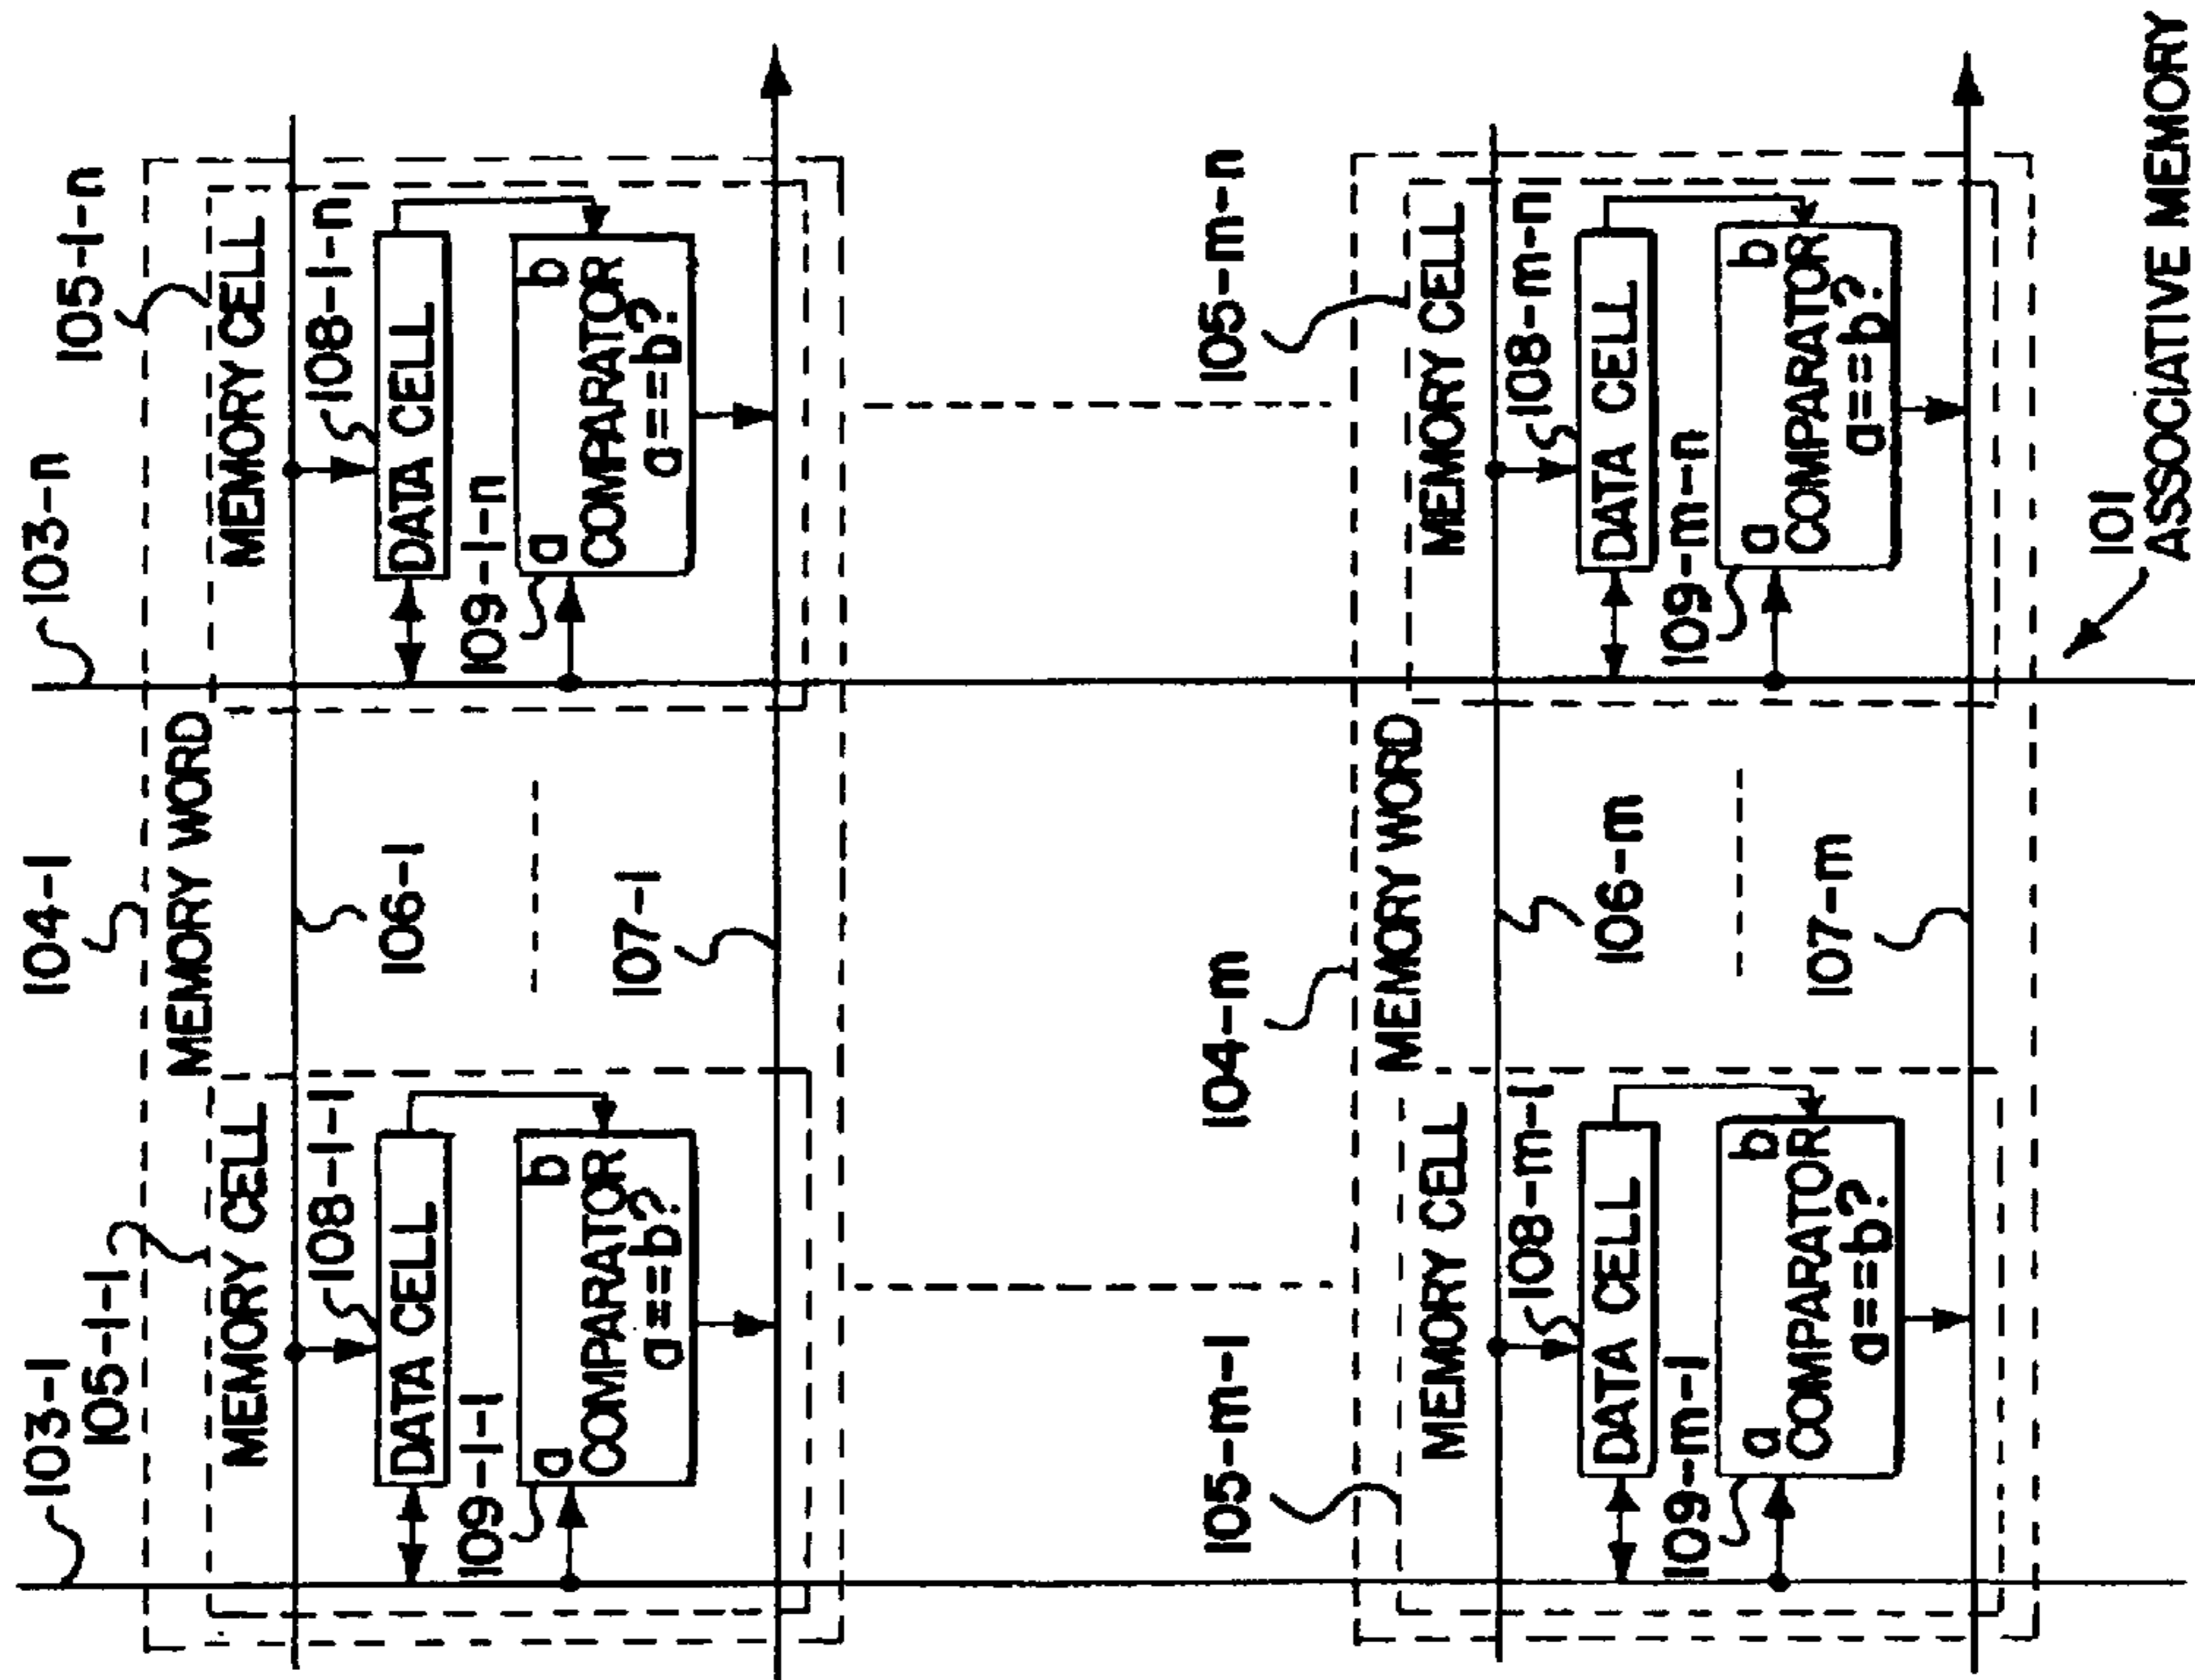 103-1
104-1
103-n
105-1-1
105-1-n
MEMORY WORD
MEMORY CELL
MEMORY CELL
108-1-1
108-1-n
DATA CELL
106-1
DATA CELL
109-1-1
109-1-n
a b
a b
COMPARATOR
COMPARATOR
107-1
a==b?
a==b?
105-m-1
104-m
105-m-n
MEMORY WORD
MEMORY CELL
MEMORY CELL
108-m-1
108-m-n
DATA CELL
106-m
DATA CELL
109-m-1
109-m-n
a b
a b
COMPARATOR
COMPARATOR
107-m
a==b?
a==b?
101
ASSOCIATIVE MEMORY